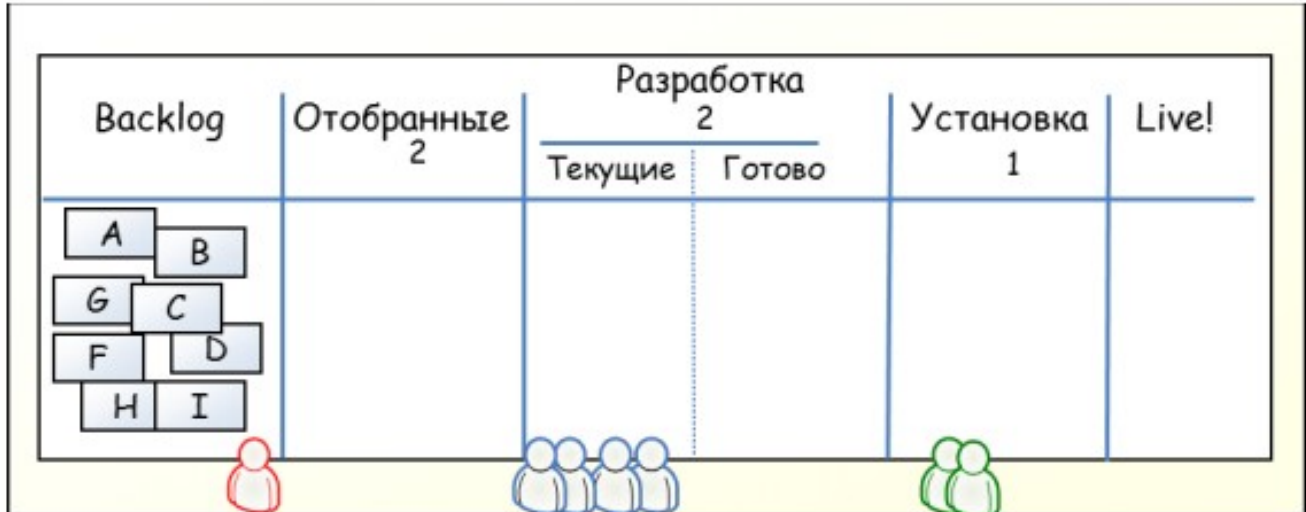 Backlog
Отобранные
2
Разработка
2
Текущие
Готово
Установка
1
Live!
A
B
G
C
F
D
H
I